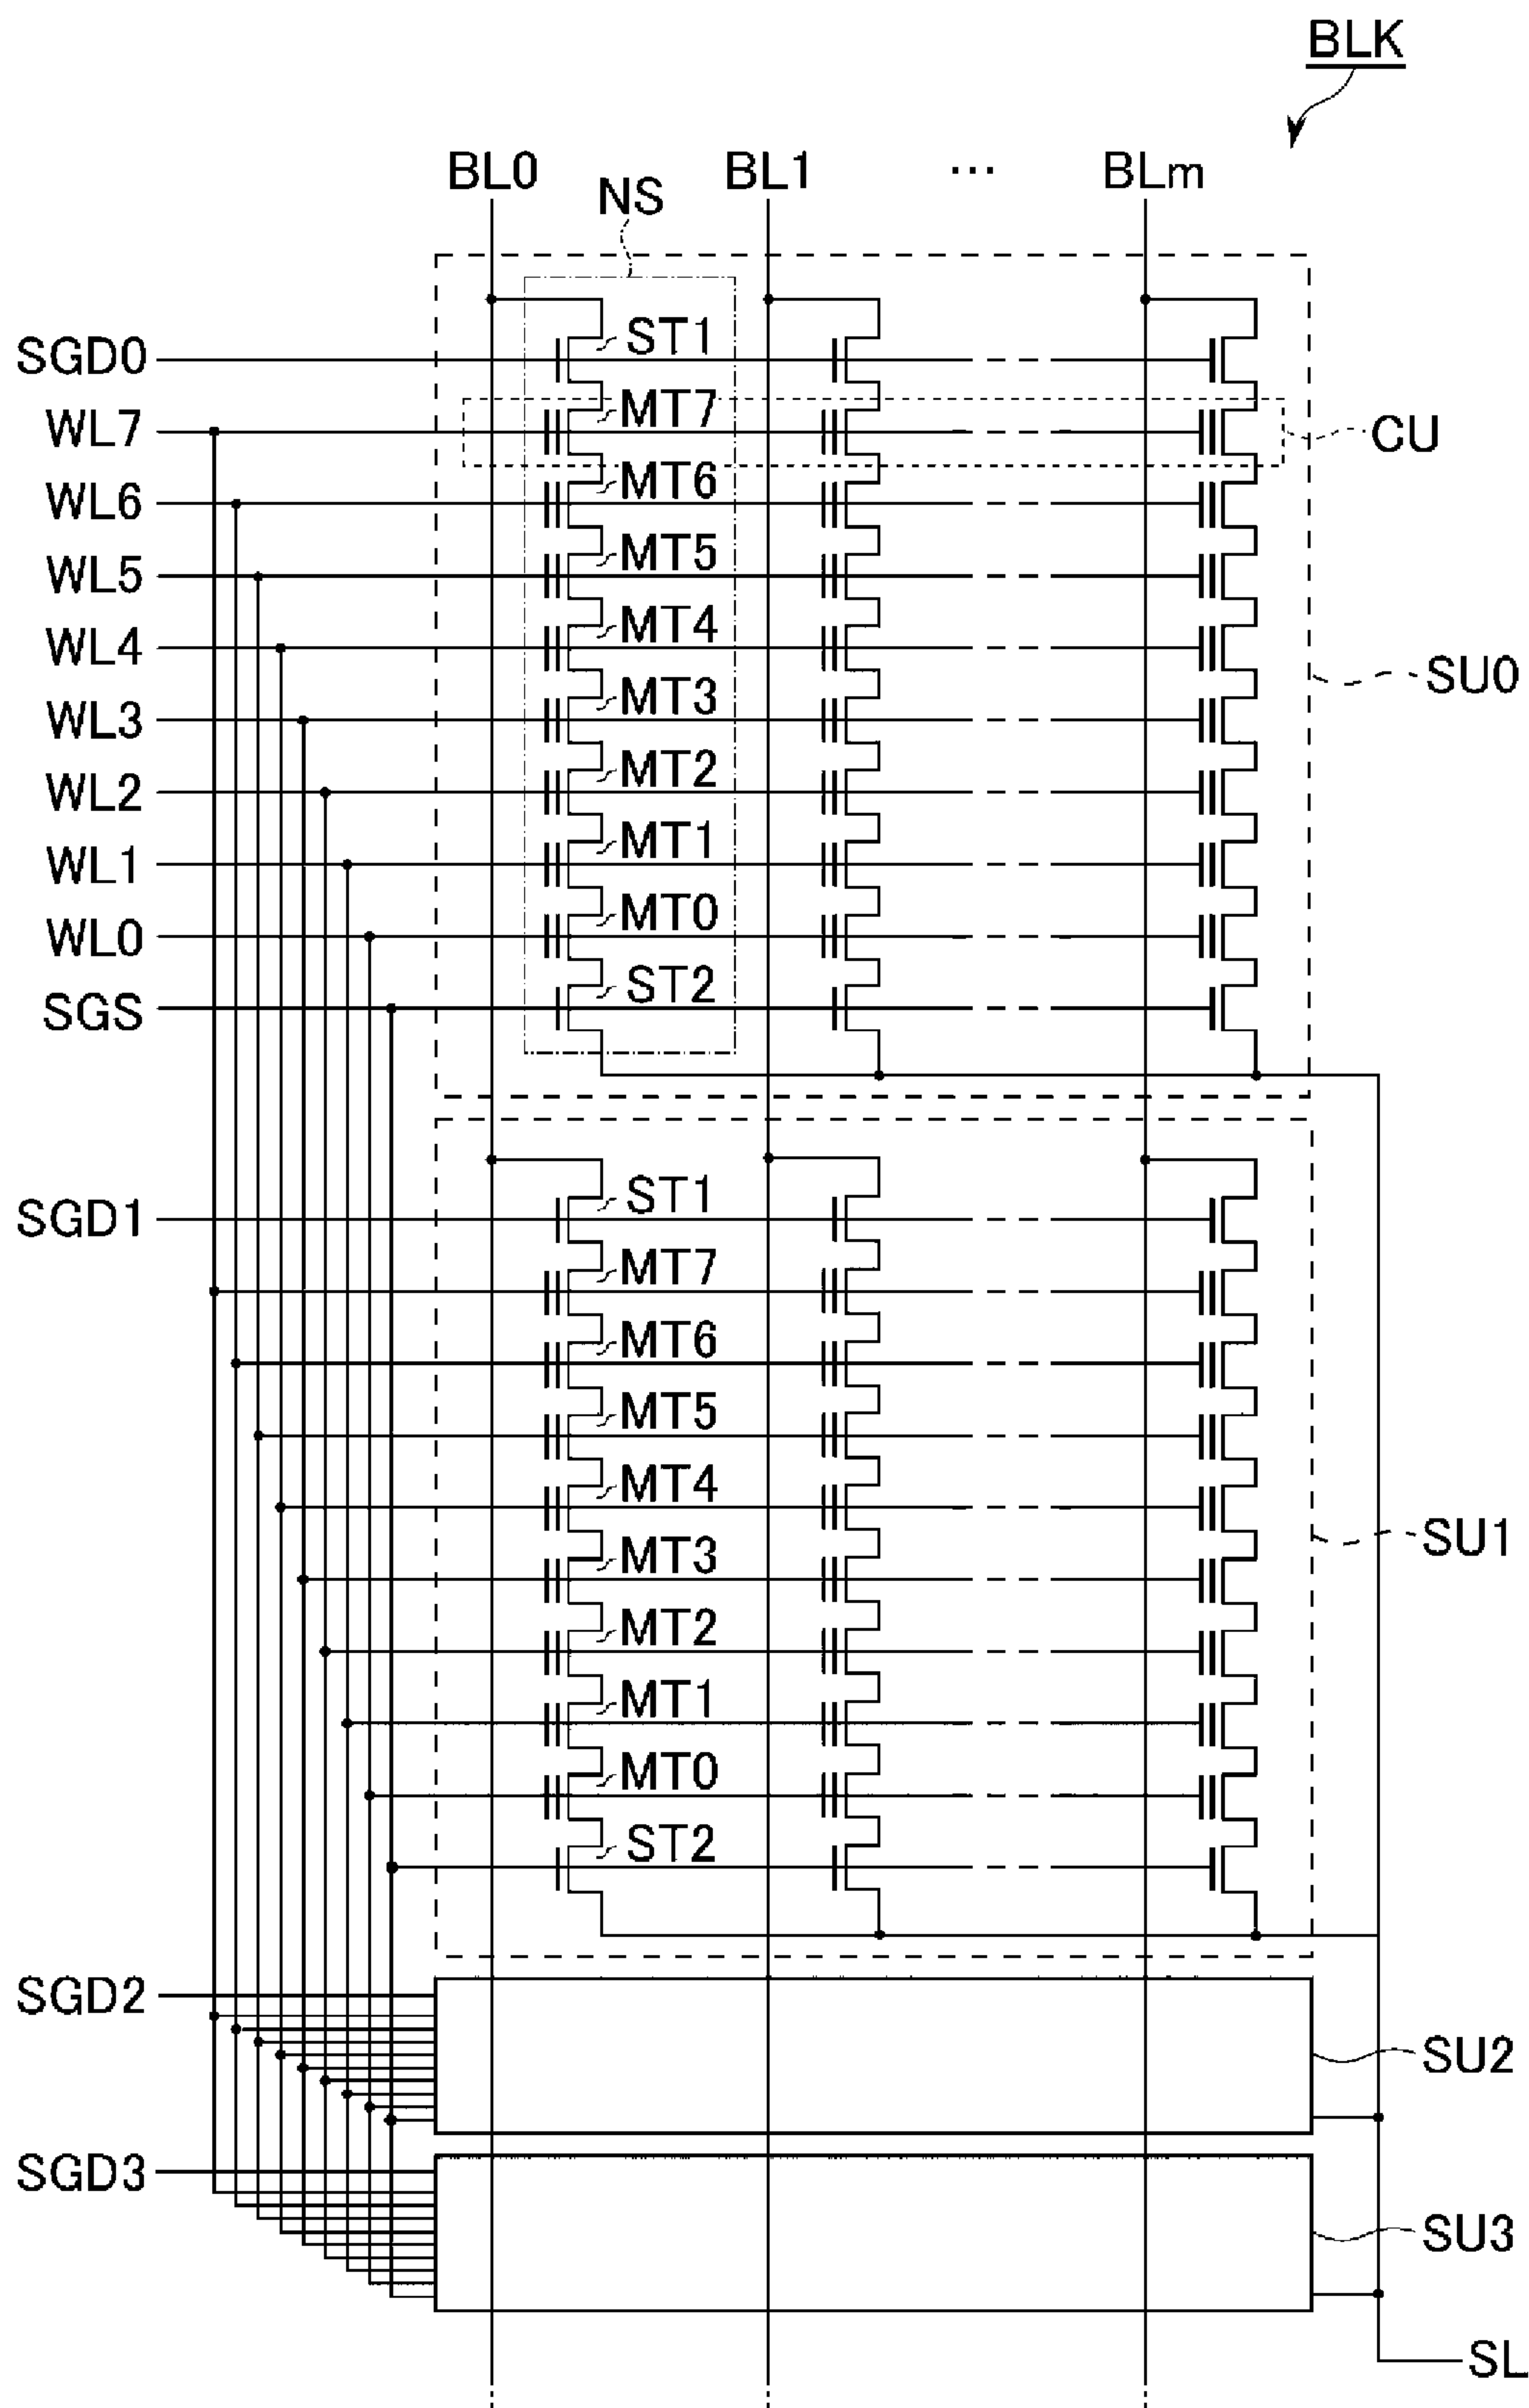 BLK
BL0 BL1 ... BLm
NS
SGD0 ST1
WL7 MT7 CU
WL6 MT6
WL5 MT5
WL4 MT4 SU0
WL3 MT3
WL2 MT2
WL1 MT1
WL0 MT0
SGS ST2
SGD1 ST1
MT7
MT6
MT5
MT4
MT3 SU1
MT2
MT1
MT0
ST2
SGD2
SU2
SGD3
SU3
SL